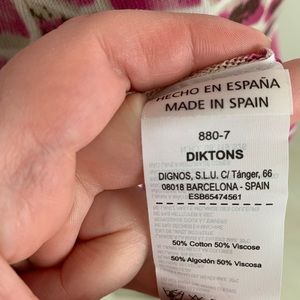 HECHO EN ESPAÑA
MADE IN SPAIN
880-7
DIKTONS
DIGNOS, S.L.U. C/ Tánger, 66
08018 BARCELONA - SPAIN
ESB65474561
50% Cotton 50% Viscose
50% Algodón 50% Viscosa